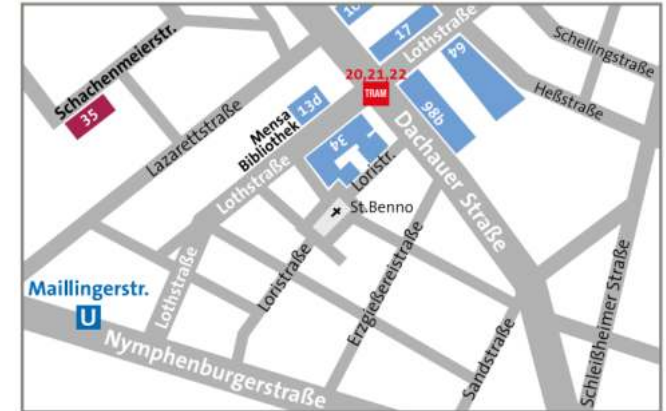 16
17
Lothstraße
64
Schellingstraße
Heßstraße
20,21,22
TRAM
Schachenmeierstr.
35
Lazarettstraße
Mensa
Bibliothek
13d
34
98b
Dachauer Straße
Lothstraße
Loristr.
St.Benno
Maillingerstr.
U
Lothstraße
Loristraße
Erzgießereistraße
Sandstraße
Schleißheimer Straße
Nymphenburgerstraße